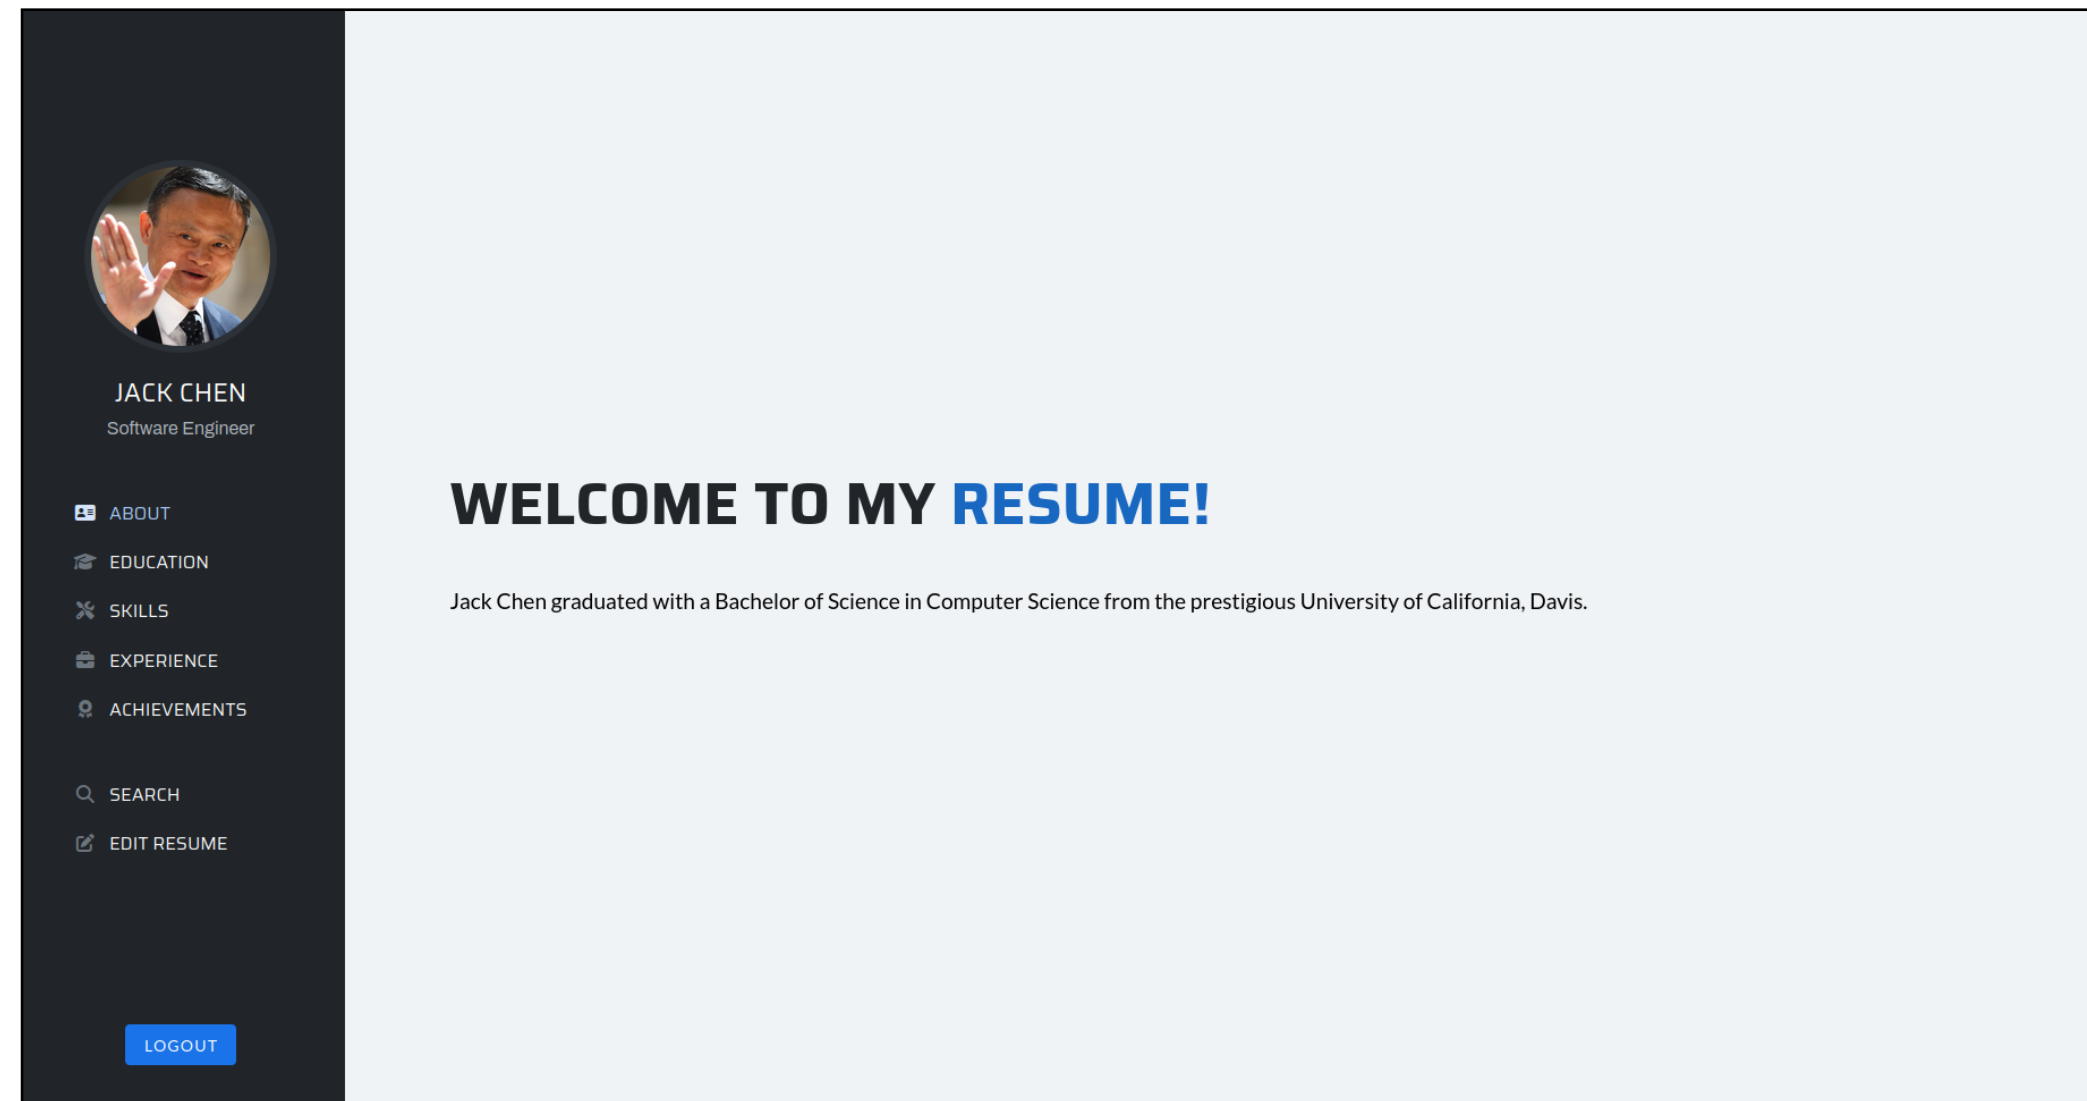 JACK CHEN
Software Engineer
ABOUT
EDUCATION
SKILLS
EXPERIENCE
ACHIEVEMENTS
SEARCH
EDIT RESUME
LOGOUT
WELCOME TO MY RESUME!
Jack Chen graduated with a Bachelor of Science in Computer Science from the prestigious University of California, Davis.